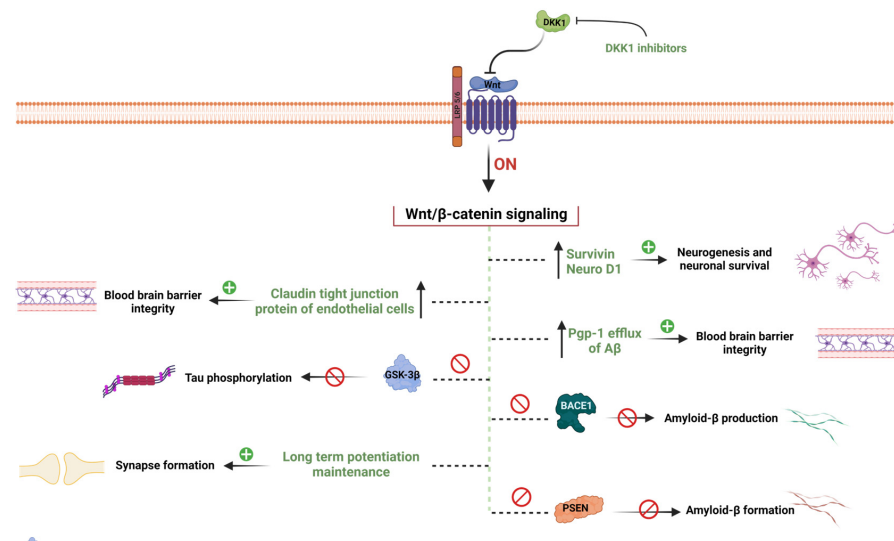 DKK1
DKK1 inhibitors
Wnt
LRP 5/6
ON
Wnt/β-catenin signaling
Survivin
Neuro D1
Neurogenesis and
neuronal survival
Blood brain barrier
integrity
Claudin tight junction
protein of endothelial cells
Pgp-1 efflux
of Aβ
Blood brain barrier
integrity
Tau phosphorylation
GSK-3β
BACE1
Amyloid-β production
Synapse formation
Long term potentiation
maintenance
PSEN
Amyloid-β formation